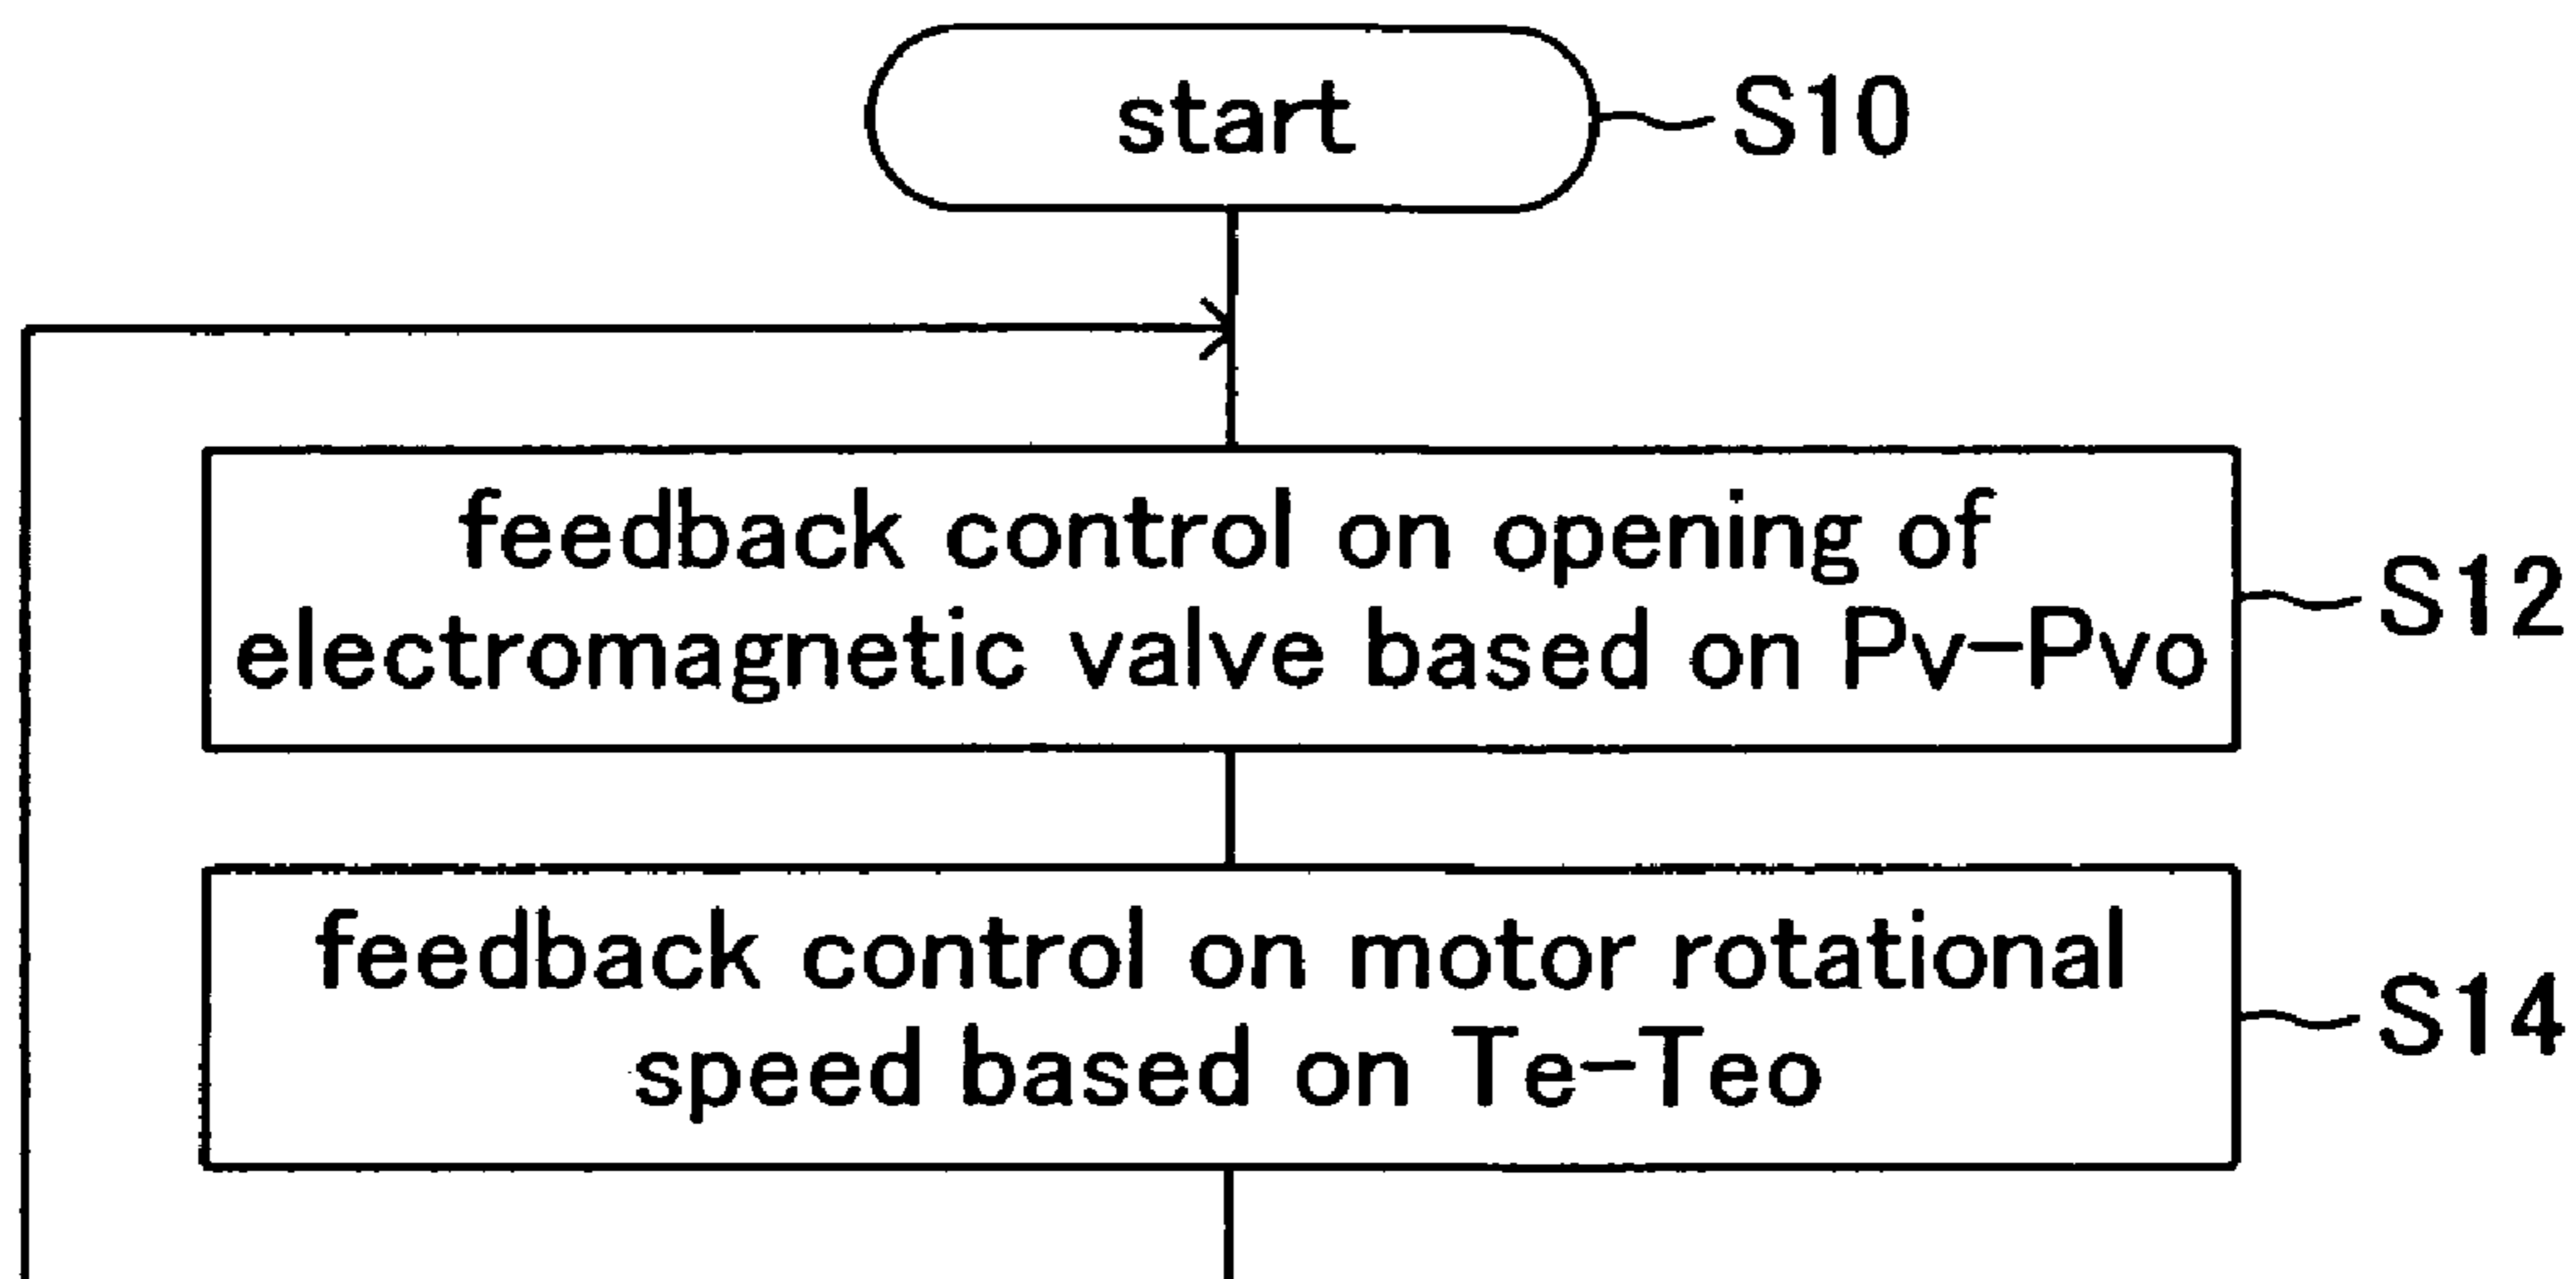 start
S10
feedback control on opening of
electromagnetic valve based on Pv-Pvo
S12
feedback control on motor rotational
speed based on Te-Teo
S14